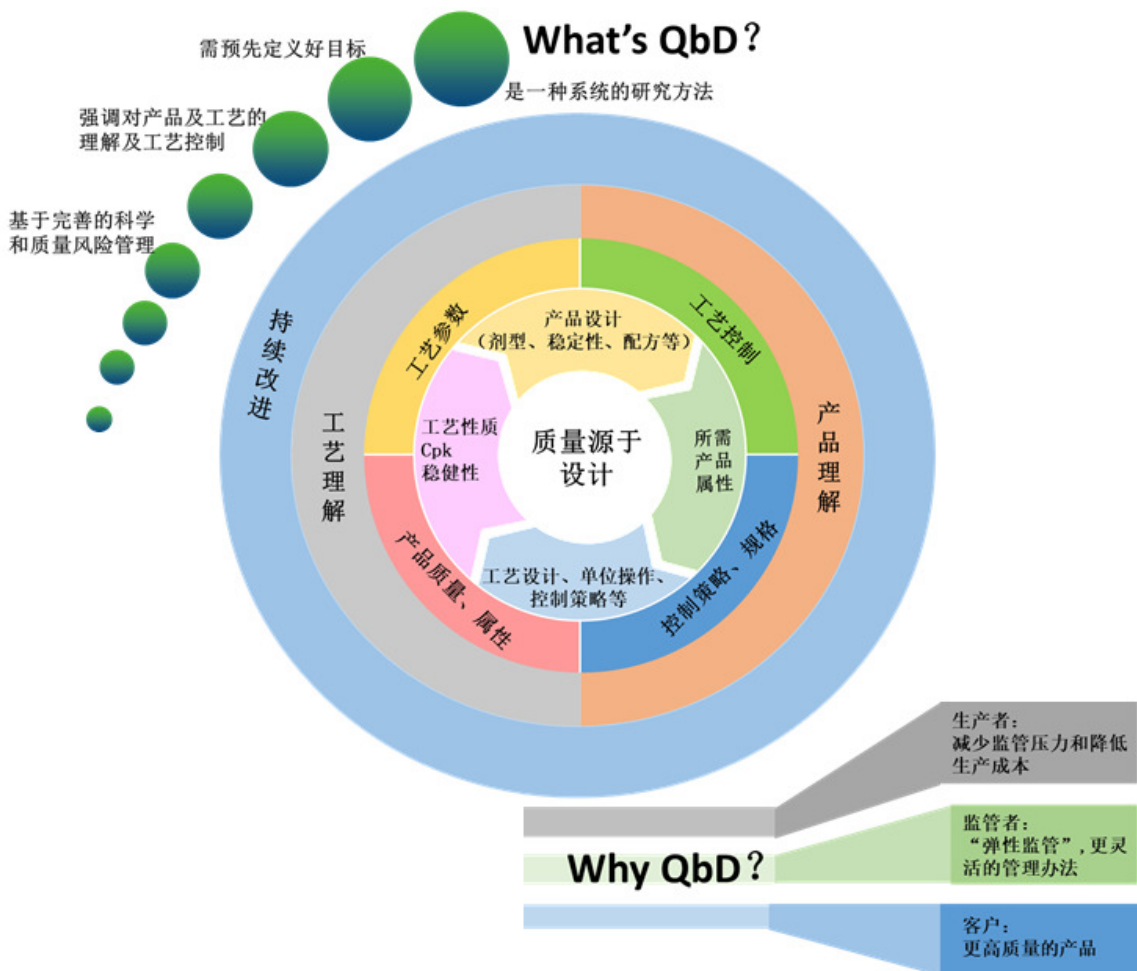 What's QbD？
需预先定义好目标
是一种系统的研究方法
强调对产品及工艺的
理解及工艺控制
基于完善的科学
和质量风险管理
持续改进
工艺理解
产品理解
工艺参数
工艺控制
产品质量、属性
控制策略、规格
产品设计
（剂型、稳定性、配方等）
工艺性质
Cpk
稳健性
所需
产品
属性
工艺设计、单位操作、
控制策略等
质量源于
设计
Why QbD？
生产者：
减少监管压力和降低
生产成本
监管者：
“弹性监管”,更灵
活的管理办法
客户：
更高质量的产品